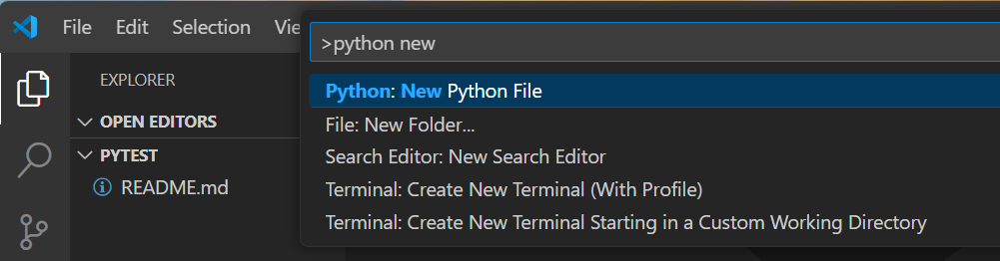 File Edit Selection Vie
>python new
EXPLORER
OPEN EDITORS
PYTEST
README.md
Python: New Python File
File: New Folder...
Search Editor: New Search Editor
Terminal: Create New Terminal (With Profile)
Terminal: Create New Terminal Starting in a Custom Working Directory